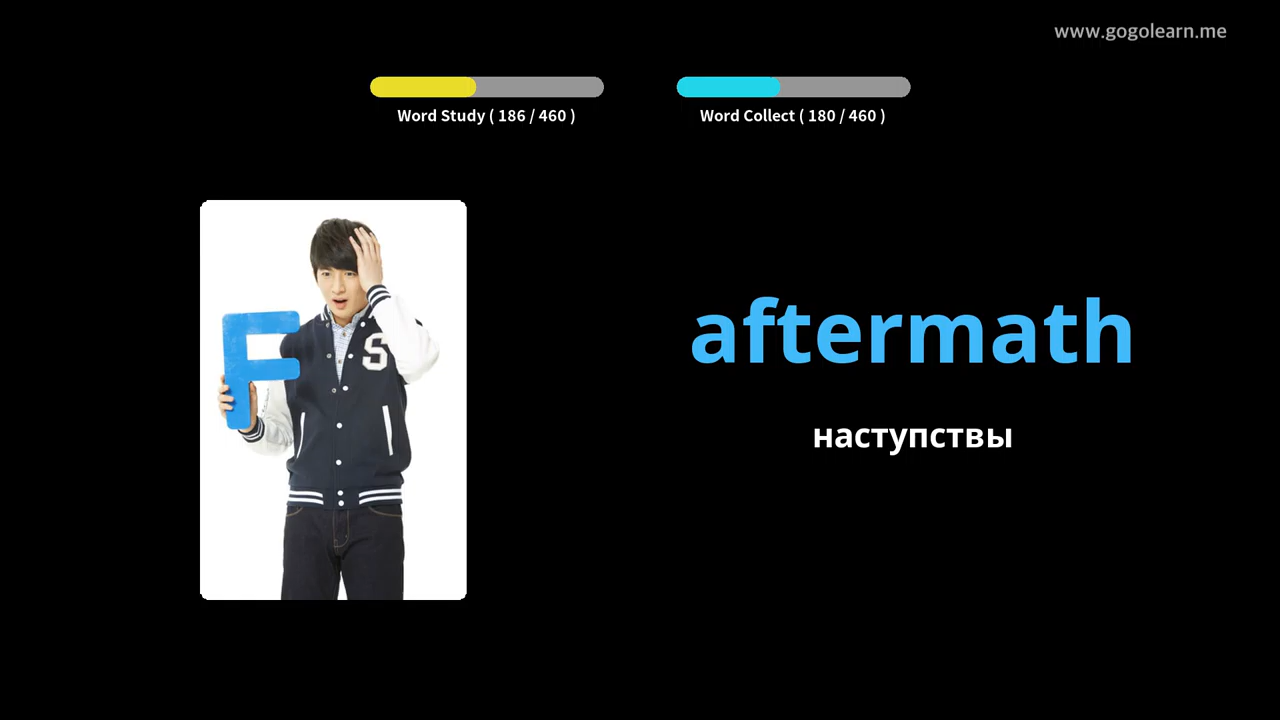 www.gogolearn.me
Word Study ( 186 / 460 )
Word Collect ( 180 / 460 )
F
S
aftermath
наступствы